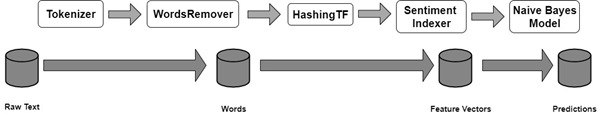 Tokenizer
WordsRemover
HashingTF
Sentiment
Indexer
Naive Bayes
Model
Raw Text
Words
Feature Vectors
Predictions